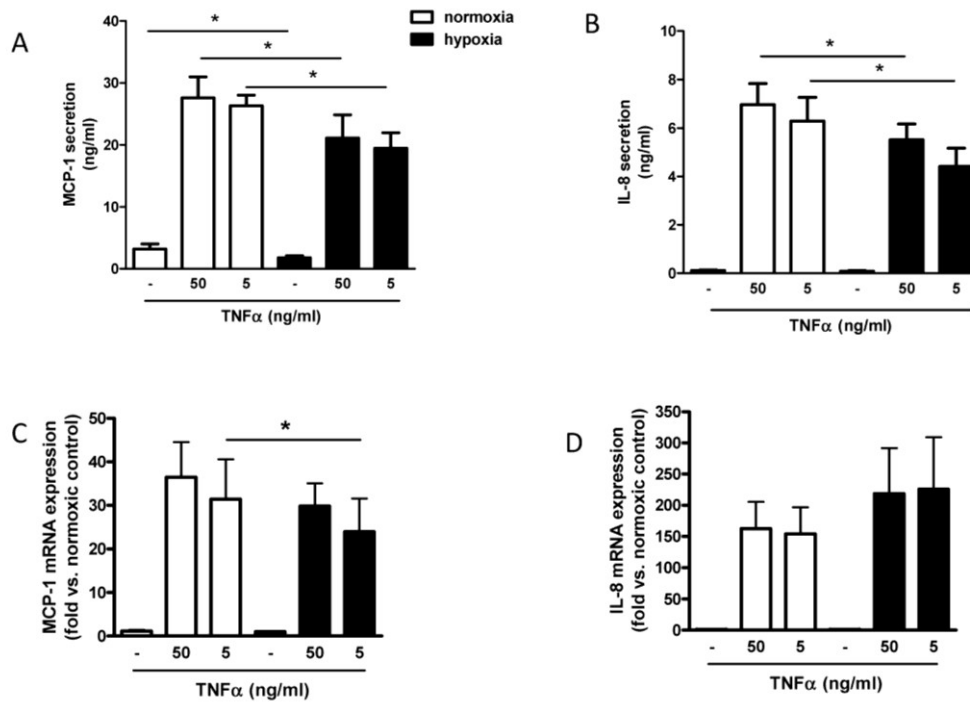 A
MCP-1 secretion
(ng/ml)
40
30
20
10
0
*
*
*
- 50 5 - 50 5
TNFα (ng/ml)
normoxia
hypoxia
B
IL-8 secretion
(ng/ml)
10
8
6
4
2
0
*
*
- 50 5 - 50 5
TNFα (ng/ml)
C
MCP-1 mRNA expression
(fold vs. normoxic control)
50
40
30
20
10
0
*
- 50 5 - 50 5
TNFα (ng/ml)
D
IL-8 mRNA expression
(fold vs. normoxic control)
350
300
250
200
150
100
50
0
- 50 5 - 50 5
TNFα (ng/ml)